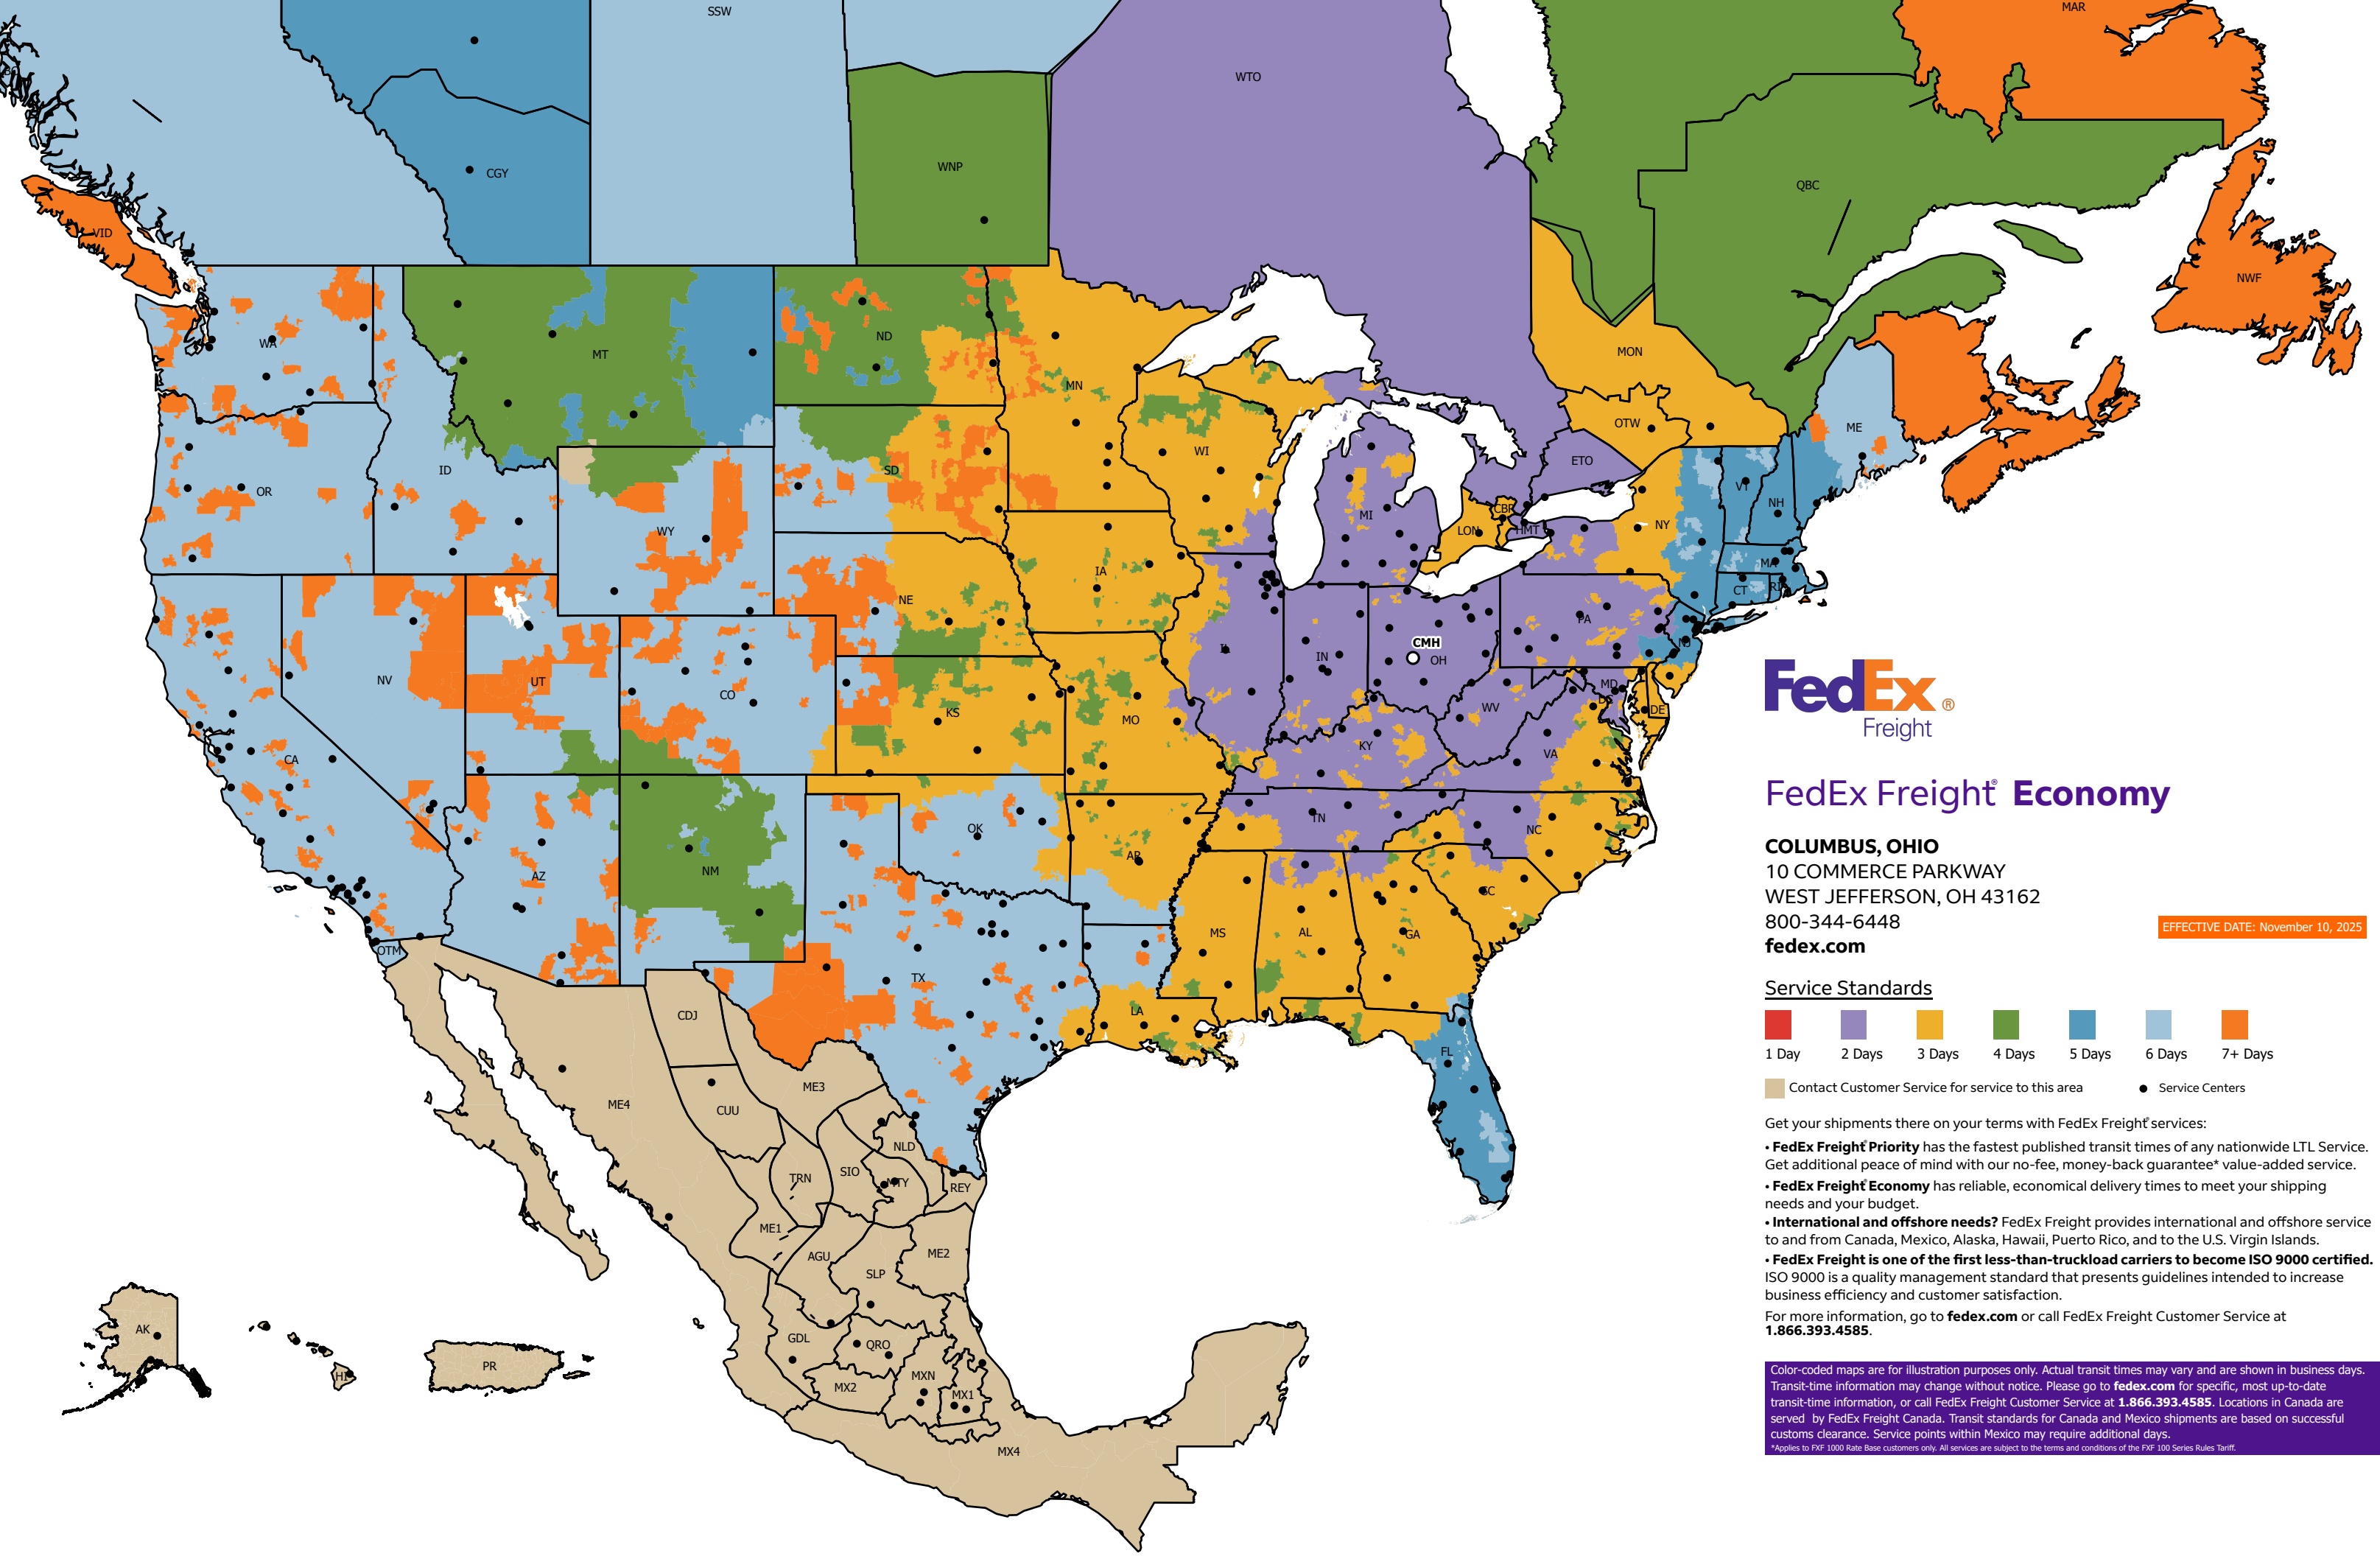 SSW
MAR
WTO
CGY
WNP
QBC
VID
NWF
WA
MT
ND
MN
MON
OTW
ME
ETO
WI
ID
SD
OR
VT
NH
MI
CBR
LON
HMT
NY
WY
MA
IA
CT
RI
NE
PA
CMH
OH
IN
IL
NJ
NV
UT
CO
KS
MO
MD
DC
DE
WV
KY
VA
CA
TN
NC
OK
AR
NM
AZ
SC
MS
AL
GA
OTM
TX
LA
CDJ
FL
ME3
ME4
CUU
NLD
TRN
SIO
MTY
REY
ME1
AGU
ME2
SLP
AK
GDL
QRO
HI
PR
MX2
MXN
MX1
MX4
FedEx®
Freight
FedEx Freight® Economy
COLUMBUS, OHIO
10 COMMERCE PARKWAY
WEST JEFFERSON, OH 43162
800-344-6448
fedex.com
EFFECTIVE DATE: November 10, 2025
Service Standards
1 Day 2 Days 3 Days 4 Days 5 Days 6 Days 7+ Days
Contact Customer Service for service to this area Service Centers
Get your shipments there on your terms with FedEx Freight® services:
• FedEx Freight® Priority has the fastest published transit times of any nationwide LTL Service.
Get additional peace of mind with our no-fee, money-back guarantee* value-added service.
• FedEx Freight® Economy has reliable, economical delivery times to meet your shipping
needs and your budget.
• International and offshore needs? FedEx Freight provides international and offshore service
to and from Canada, Mexico, Alaska, Hawaii, Puerto Rico, and to the U.S. Virgin Islands.
• FedEx Freight is one of the first less-than-truckload carriers to become ISO 9000 certified.
ISO 9000 is a quality management standard that presents guidelines intended to increase
business efficiency and customer satisfaction.
For more information, go to fedex.com or call FedEx Freight Customer Service at
1.866.393.4585.
Color-coded maps are for illustration purposes only. Actual transit times may vary and are shown in business days.
Transit-time information may change without notice. Please go to fedex.com for specific, most up-to-date
transit-time information, or call FedEx Freight Customer Service at 1.866.393.4585. Locations in Canada are
served by FedEx Freight Canada. Transit standards for Canada and Mexico shipments are based on successful
customs clearance. Service points within Mexico may require additional days.
*Applies to FXF 1000 Rate Base customers only. All services are subject to the terms and conditions of the FXF 100 Series Rules Tariff.